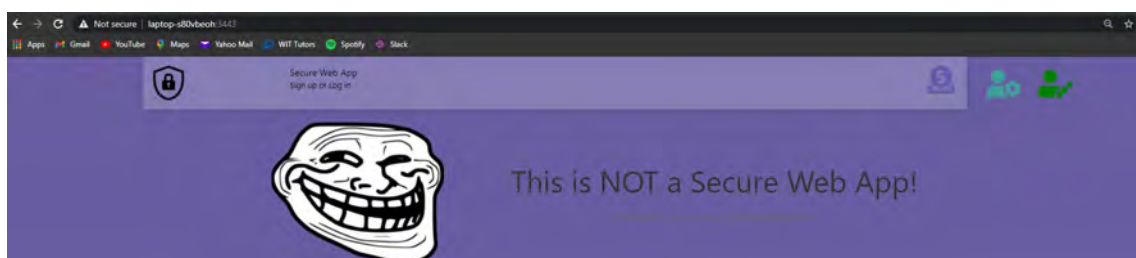 Not secure laptop-s80vbeoh:3443
Apps Gmail YouTube Maps Yahoo Mail WIT Tutors Spotify Slack
Secure Web App
Sign up or Log in
This is NOT a Secure Web App!